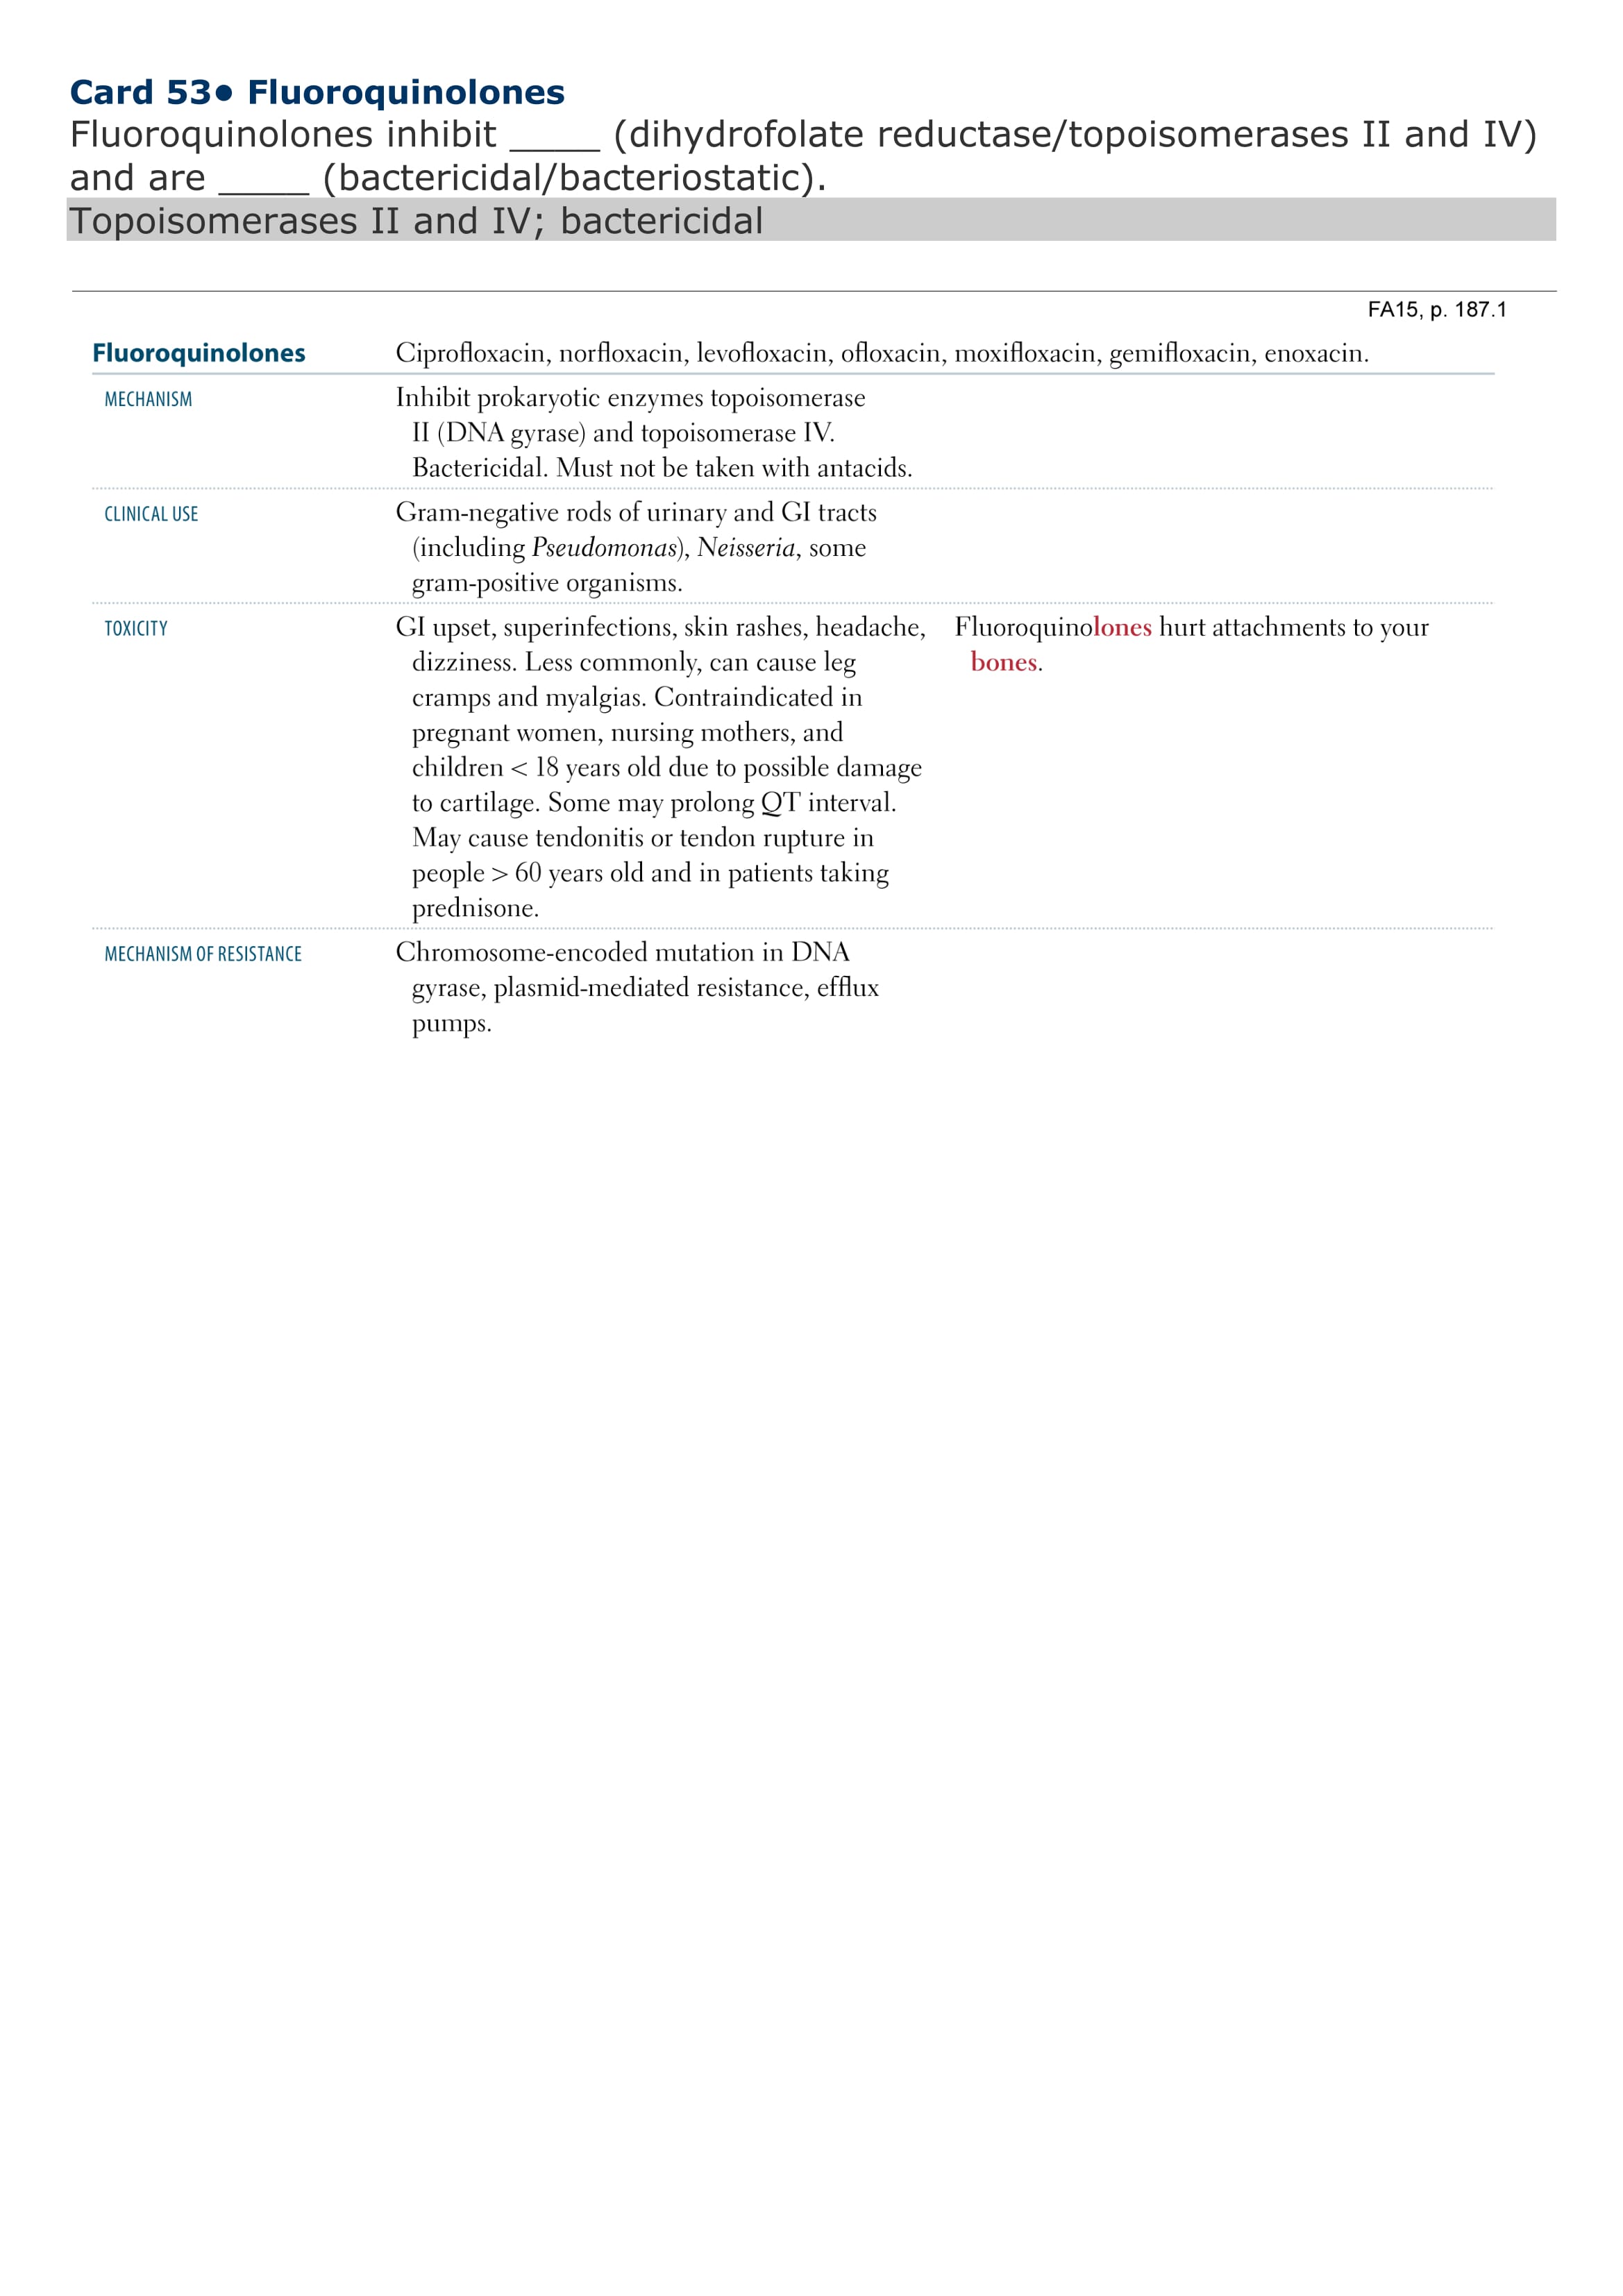 Card 53● Fluoroquinolones
Fluoroquinolones inhibit ____ (dihydrofolate reductase/topoisomerases II and IV)
and are ____ (bactericidal/bacteriostatic).
Topoisomerases II and IV; bactericidal
FA15, p. 187.1
Fluoroquinolones Ciprofloxacin, norfloxacin, levofloxacin, ofloxacin, moxifloxacin, gemifloxacin, enoxacin.
MECHANISM Inhibit prokaryotic enzymes topoisomerase
II (DNA gyrase) and topoisomerase IV.
Bactericidal. Must not be taken with antacids.
CLINICAL USE Gram-negative rods of urinary and GI tracts
(including Pseudomonas), Neisseria, some
gram-positive organisms.
TOXICITY GI upset, superinfections, skin rashes, headache, Fluoroquinolones hurt attachments to your
dizziness. Less commonly, can cause leg bones.
cramps and myalgias. Contraindicated in
pregnant women, nursing mothers, and
children < 18 years old due to possible damage
to cartilage. Some may prolong QT interval.
May cause tendonitis or tendon rupture in
people > 60 years old and in patients taking
prednisone.
MECHANISM OF RESISTANCE Chromosome-encoded mutation in DNA
gyrase, plasmid-mediated resistance, efflux
pumps.